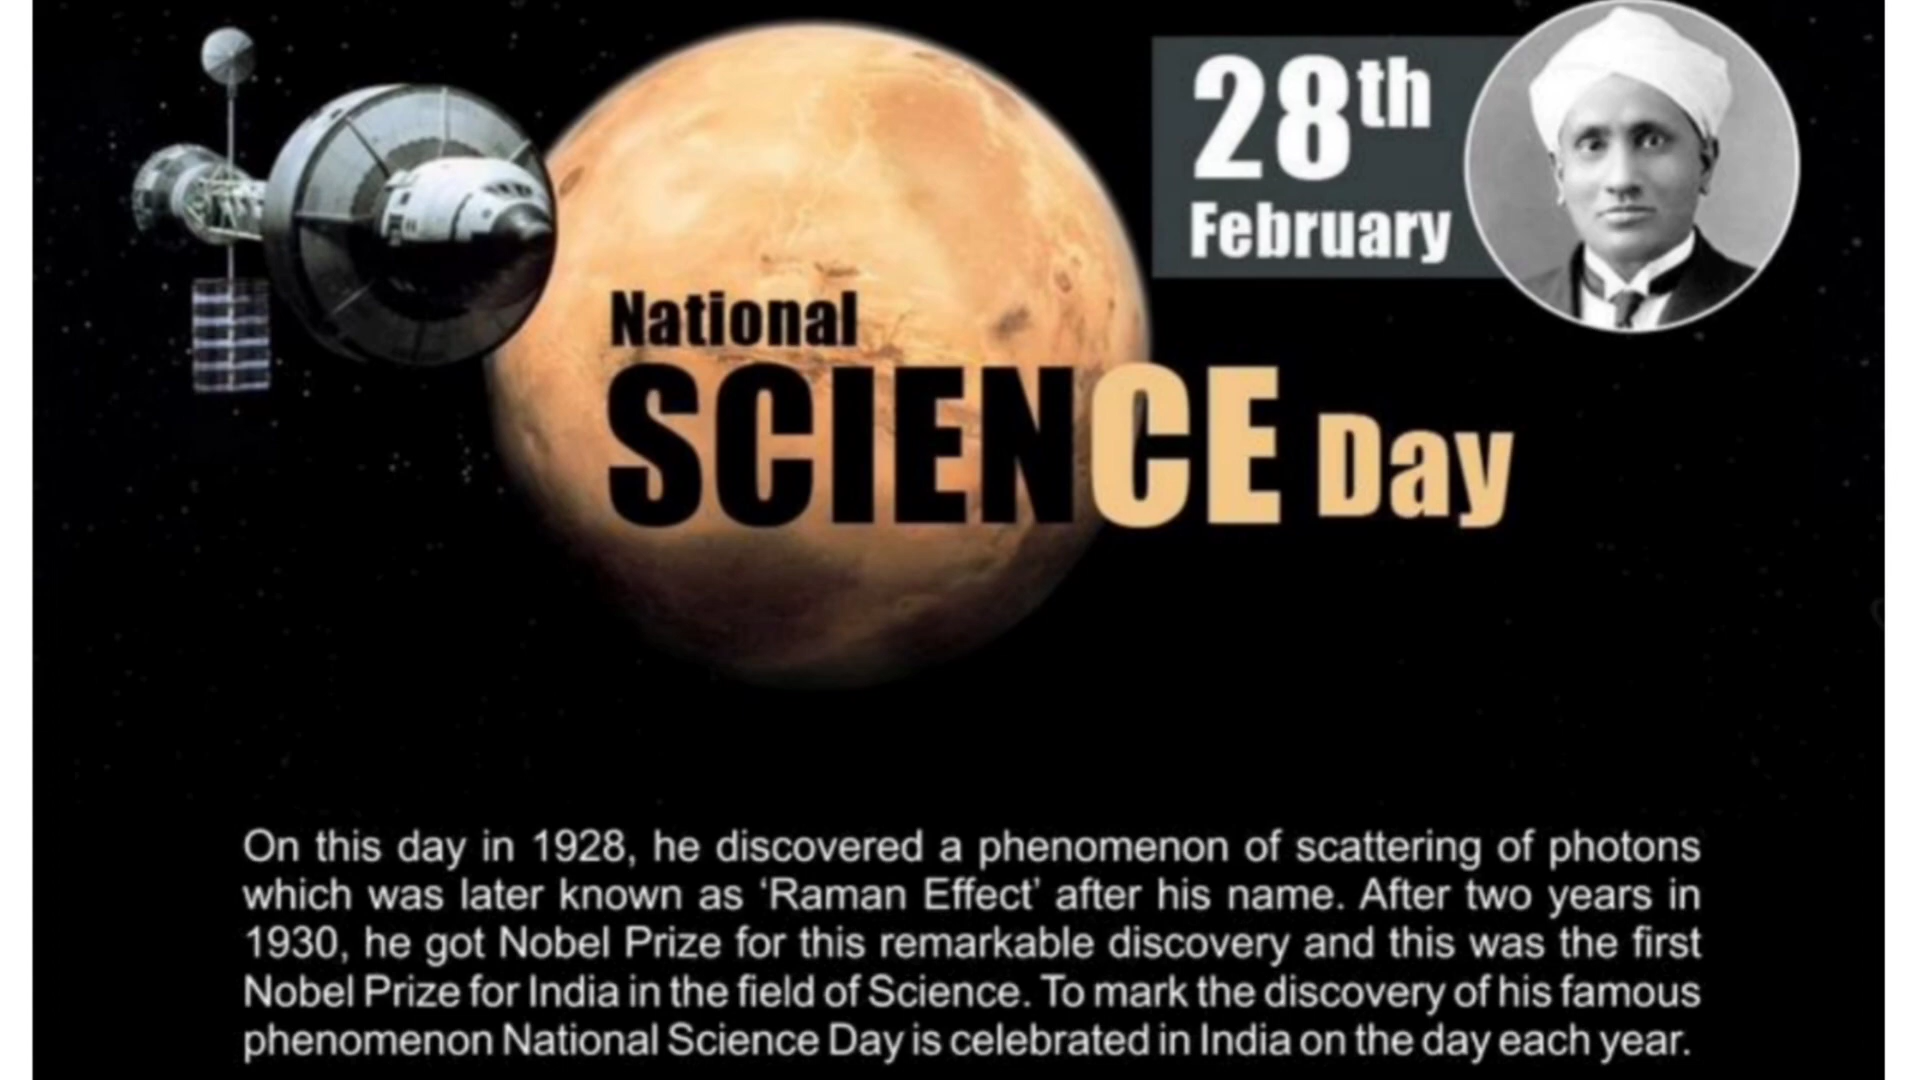 28th
February
National
SCIENCE Day
On this day in 1928, he discovered a phenomenon of scattering of photons
which was later known as ‘Raman Effect’ after his name. After two years in
1930, he got Nobel Prize for this remarkable discovery and this was the first
Nobel Prize for India in the field of Science. To mark the discovery of his famous
phenomenon National Science Day is celebrated in India on the day each year.